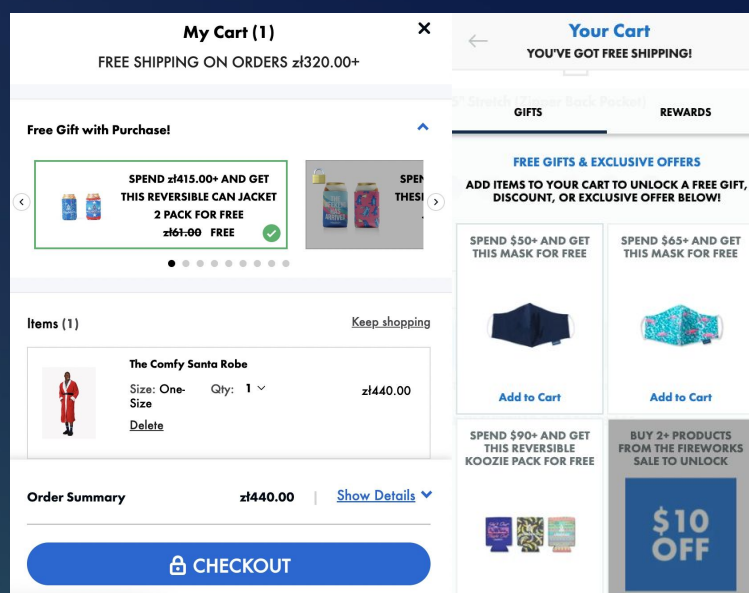 My Cart (1)
FREE SHIPPING ON ORDERS zł320.00+
Free Gift with Purchase!
SPEND zł415.00+ AND GET
THIS REVERSIBLE CAN JACKET
2 PACK FOR FREE
zł61.00 FREE
SPEN
THESE
Items (1)
Keep shopping
The Comfy Santa Robe
Size: One-
Size
Qty: 1
zł440.00
Delete
Order Summary
zł440.00
Show Details
CHECKOUT
Your Cart
YOU'VE GOT FREE SHIPPING!
Stretch (Zipper Back Pocket)
GIFTS
REWARDS
FREE GIFTS & EXCLUSIVE OFFERS
ADD ITEMS TO YOUR CART TO UNLOCK A FREE GIFT,
DISCOUNT, OR EXCLUSIVE OFFER BELOW!
SPEND $50+ AND GET
THIS MASK FOR FREE
Add to Cart
SPEND $65+ AND GET
THIS MASK FOR FREE
Add to Cart
SPEND $90+ AND GET
THIS REVERSIBLE
KOOZIE PACK FOR FREE
BUY 2+ PRODUCTS
FROM THE FIREWORKS
SALE TO UNLOCK
$10
OFF